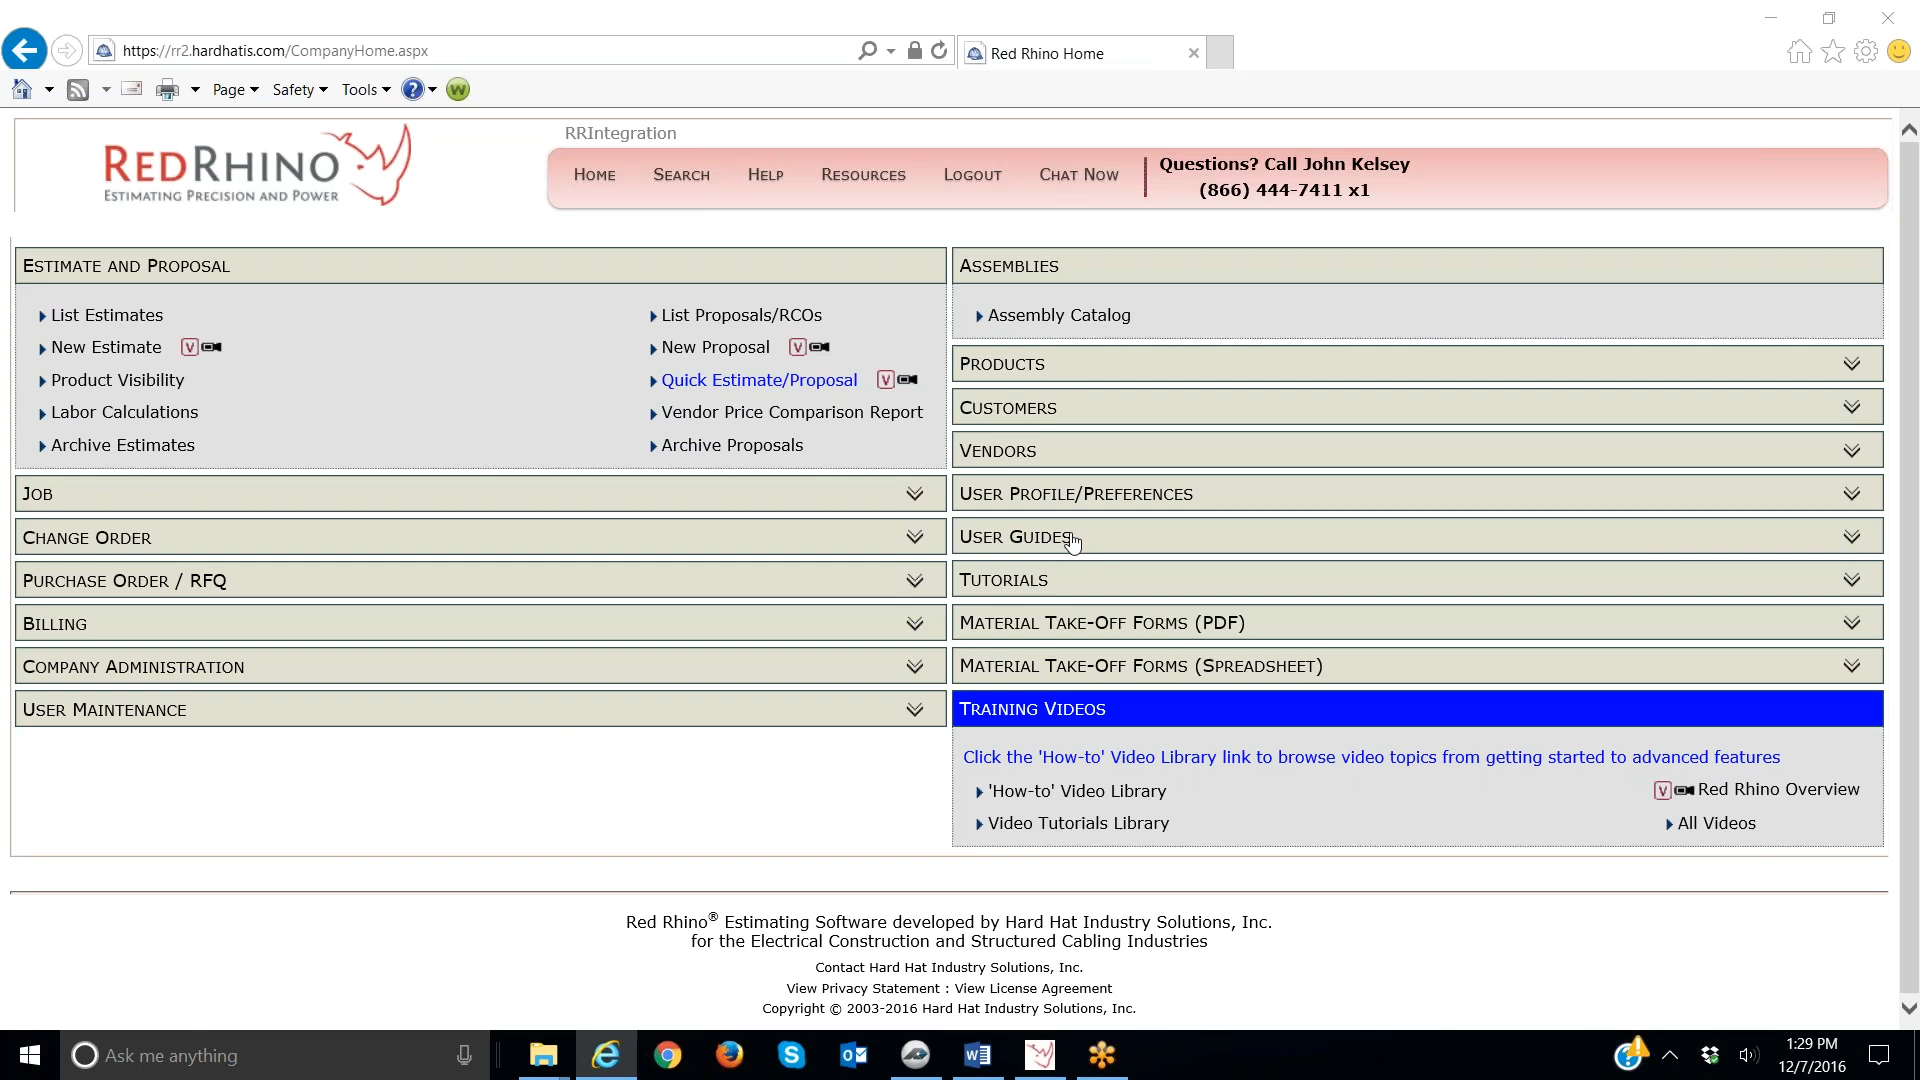 https://rr2.hardhatis.com/CompanyHome.aspx
Red Rhino Home
Page
Safety
Tools
RRIntegration
REDRHINO
ESTIMATING PRECISION AND POWER
HOME
SEARCH
HELP
RESOURCES
LOGOUT
CHAT NOW
Questions? Call John Kelsey
(866) 444-7411 x1
ESTIMATE AND PROPOSAL
List Estimates
New Estimate V
Product Visibility
Labor Calculations
Archive Estimates
List Proposals/RCOs
New Proposal V
Quick Estimate/Proposal V
Vendor Price Comparison Report
Archive Proposals
JOB
CHANGE ORDER
PURCHASE ORDER / RFQ
BILLING
COMPANY ADMINISTRATION
USER MAINTENANCE
ASSEMBLIES
Assembly Catalog
PRODUCTS
CUSTOMERS
VENDORS
USER PROFILE/PREFERENCES
USER GUIDES
TUTORIALS
MATERIAL TAKE-OFF FORMS (PDF)
MATERIAL TAKE-OFF FORMS (SPREADSHEET)
TRAINING VIDEOS
Click the 'How-to' Video Library link to browse video topics from getting started to advanced features
'How-to' Video Library
V Red Rhino Overview
Video Tutorials Library
All Videos
Red Rhino® Estimating Software developed by Hard Hat Industry Solutions, Inc.
for the Electrical Construction and Structured Cabling Industries
Contact Hard Hat Industry Solutions, Inc.
View Privacy Statement : View License Agreement
Copyright © 2003-2016 Hard Hat Industry Solutions, Inc.
Ask me anything
1:29 PM
12/7/2016